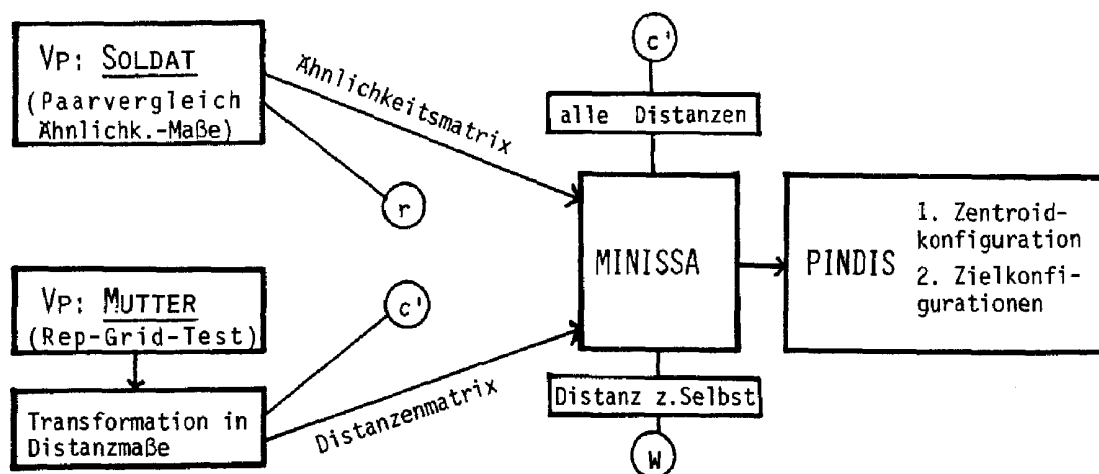 VP: SOLDAT
(Paarvergleich
Ähnlichk.-Maße)
Ähnlichkeitsmatrix
r
VP: MUTTER
(Rep-Grid-Test)
Transformation in
Distanzmaße
c'
Distanzenmatrix
c'
alle Distanzen
MINISSA
Distanz z.Selbst
W
PINDIS
1. Zentroid-
konfiguration
2. Zielkonfi-
gurationen